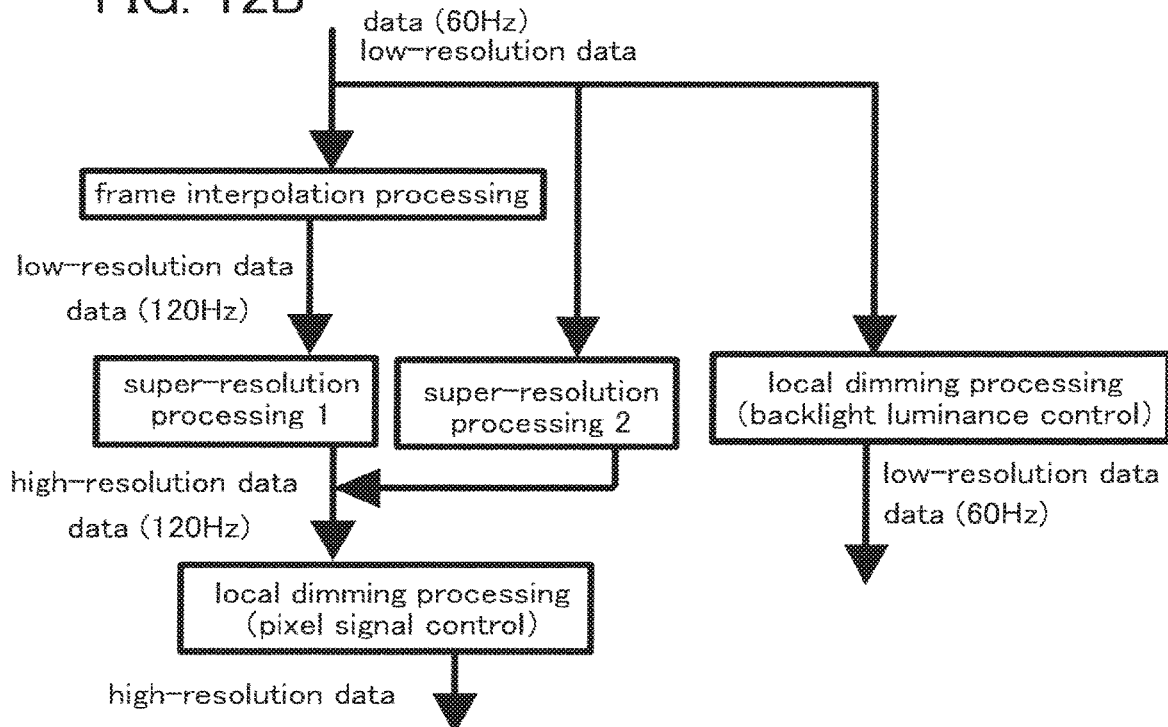 FIG. 12B
data (60Hz)
low-resolution data
frame interpolation processing
low-resolution data
data (120Hz)
super-resolution
processing 1
super-resolution
processing 2
local dimming processing
(backlight luminance control)
high-resolution data
data (120Hz)
low-resolution data
data (60Hz)
local dimming processing
(pixel signal control)
high-resolution data